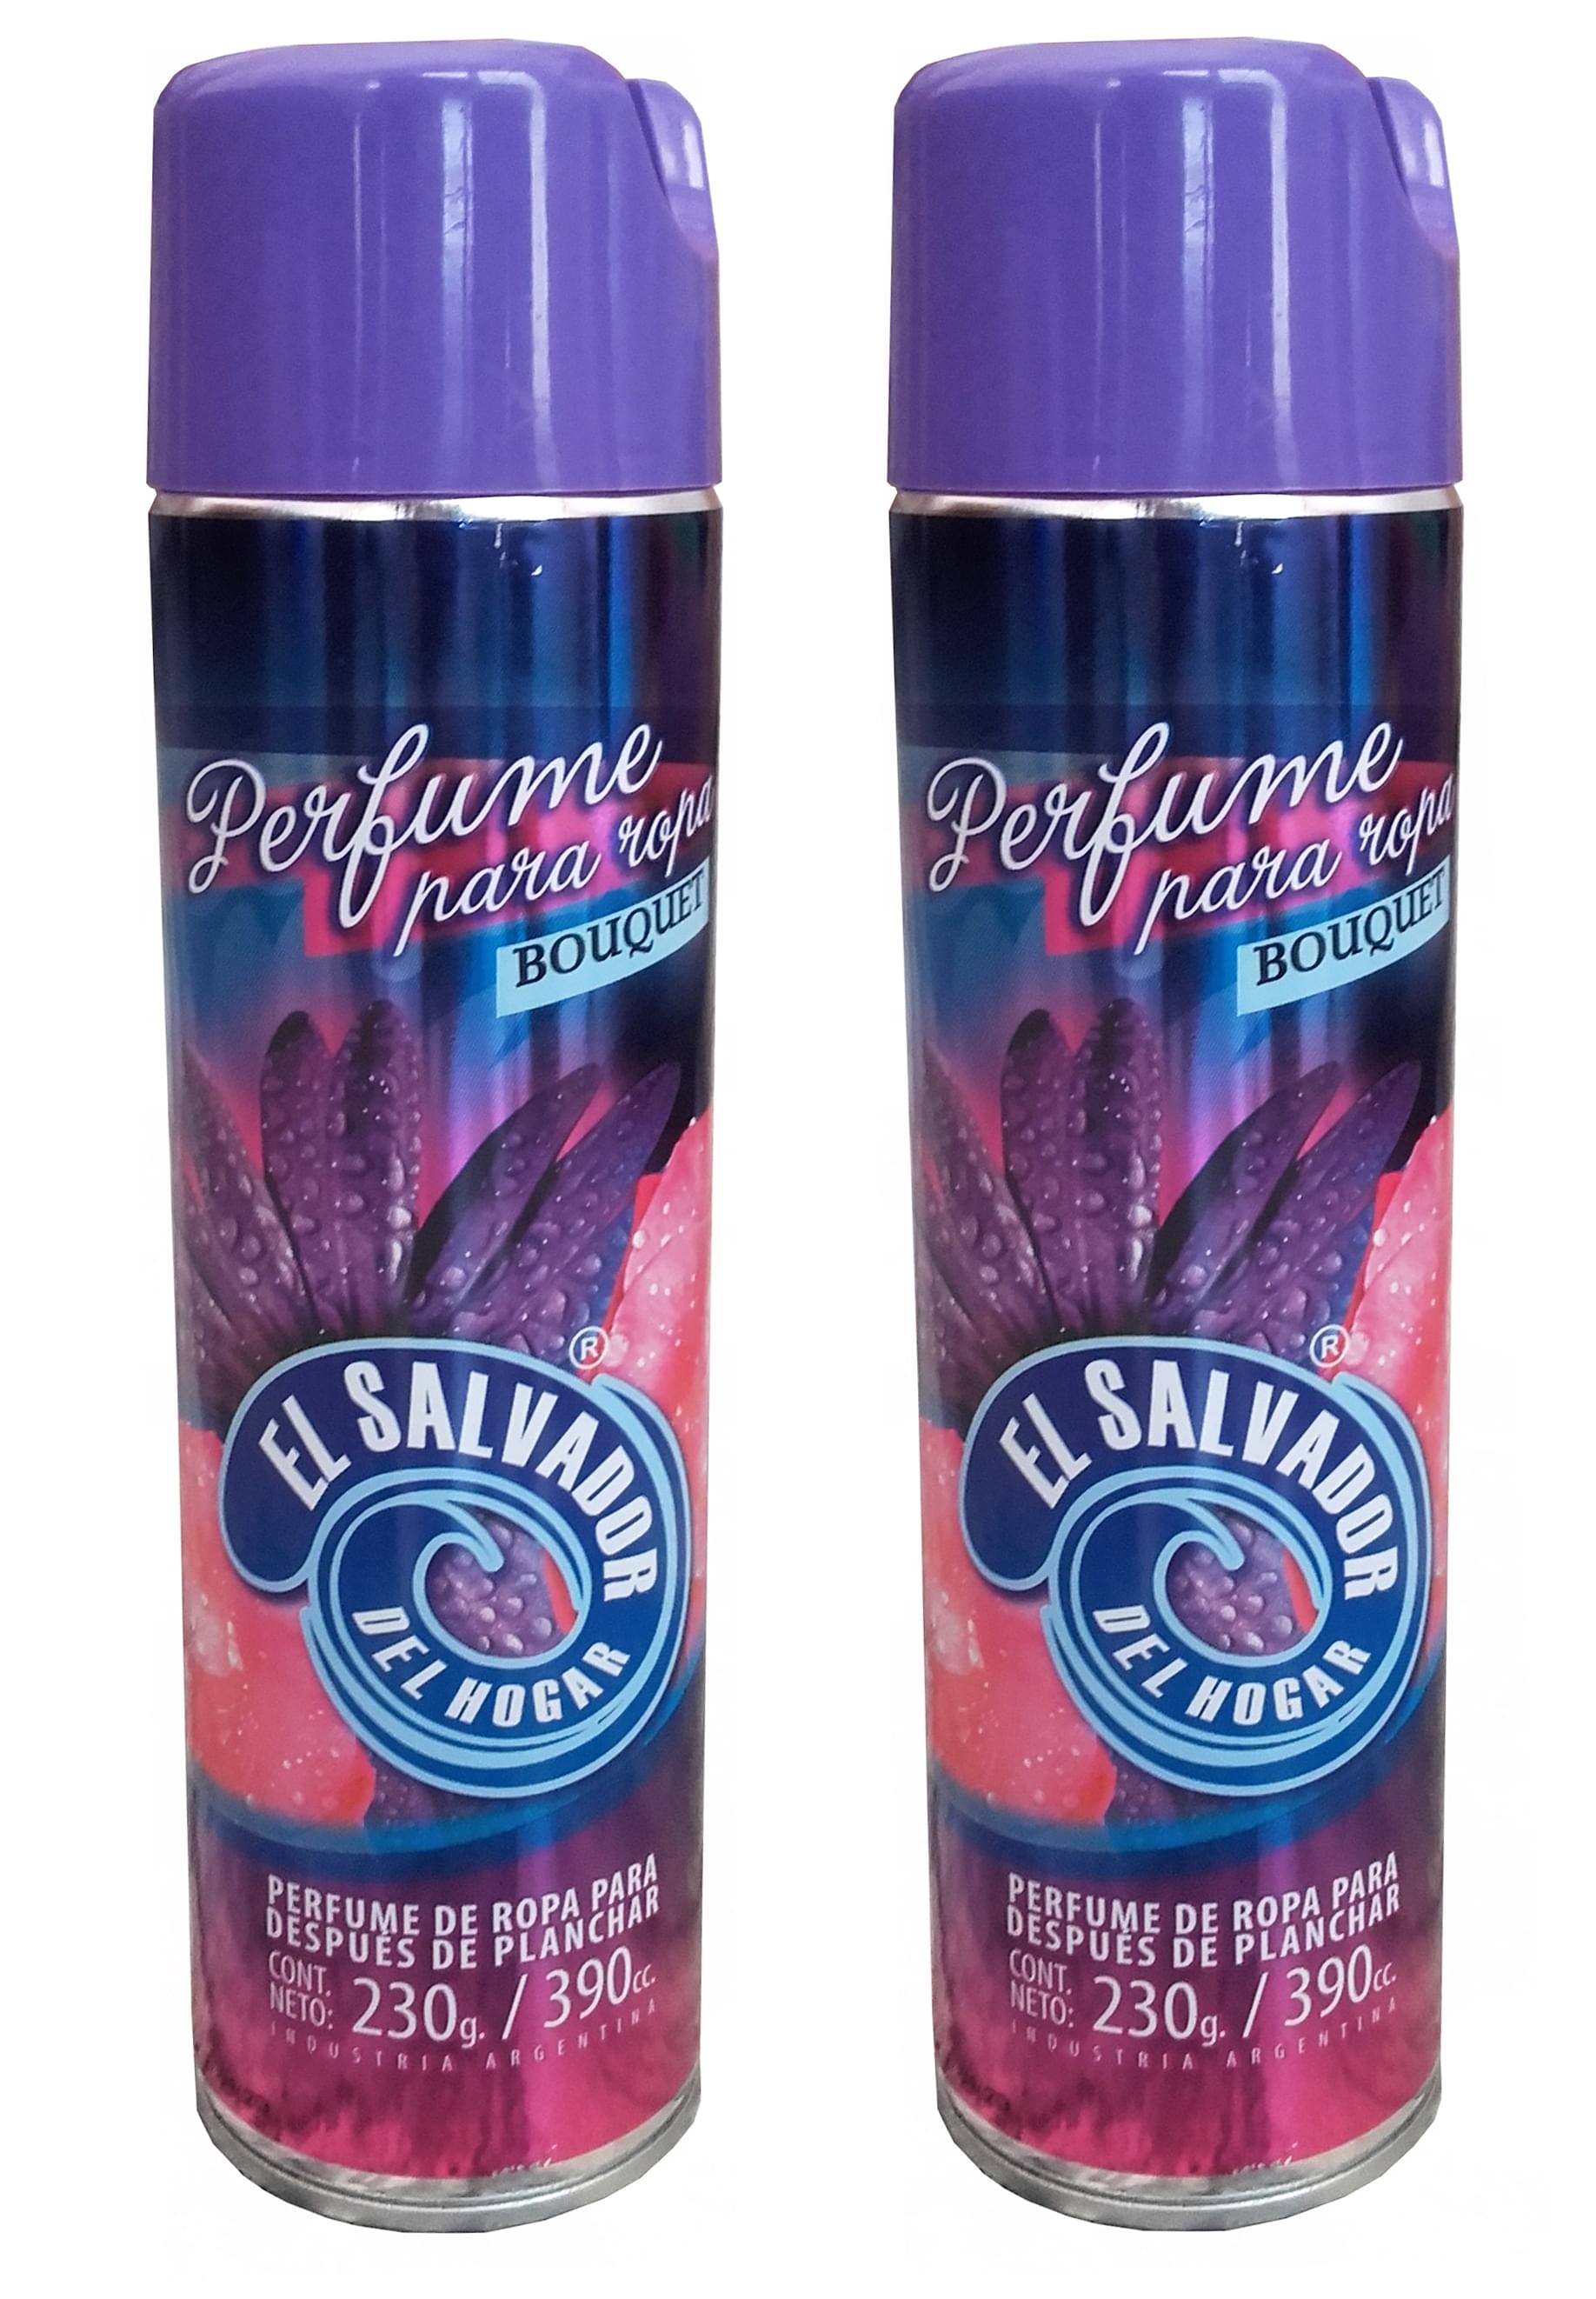 Perfume
para ropa
BOUQUET
®
EL SALVADOR
DEL HOGAR
PERFUME DE ROPA PARA
DESPUÉS DE PLANCHAR
CONT.
NETO: 230g. / 390cc.
INDUSTRIA ARGENTINA
Perfume
para ropa
BOUQUET
®
EL SALVADOR
DEL HOGAR
PERFUME DE ROPA PARA
DESPUÉS DE PLANCHAR
CONT.
NETO: 230g. / 390cc.
INDUSTRIA ARGENTINA